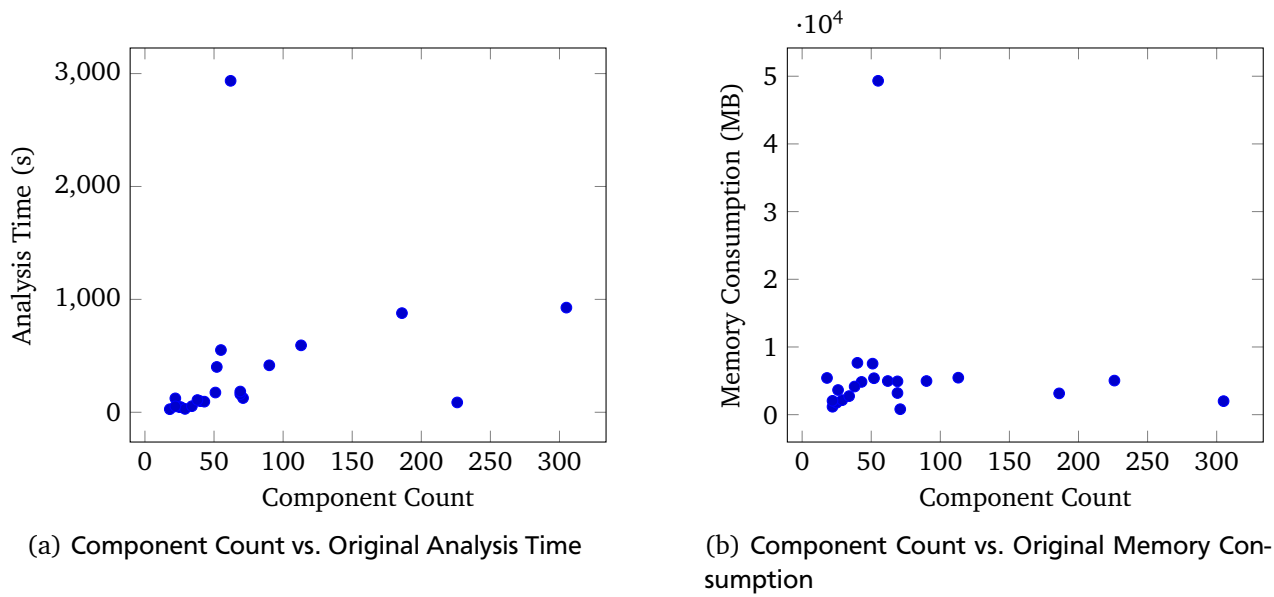 3,000
2,000
1,000
0
Analysis Time (s)
0 50 100 150 200 250 300
Component Count
(a) Component Count vs. Original Analysis Time
·10⁴
5
4
3
2
1
0
Memory Consumption (MB)
0 50 100 150 200 250 300
Component Count
(b) Component Count vs. Original Memory Con-
sumption